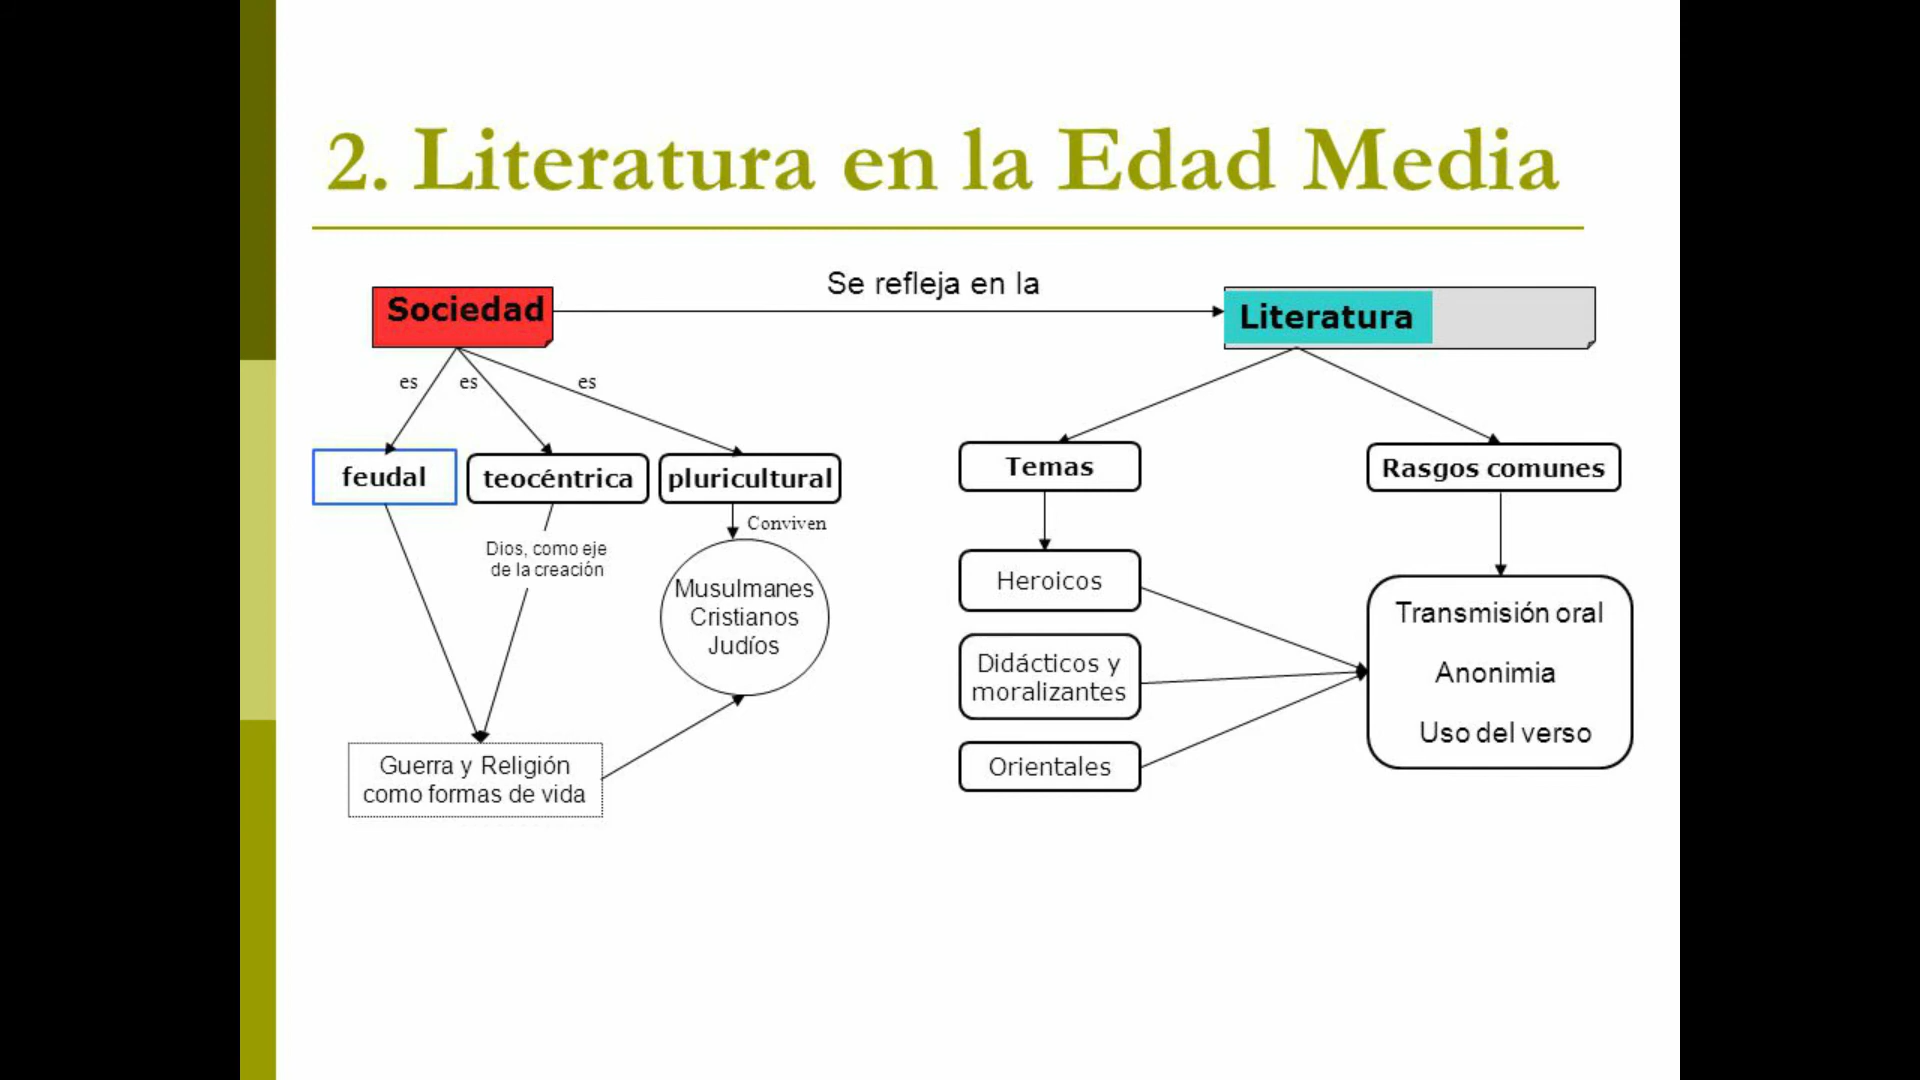 2. Literatura en la Edad Media
Se refleja en la
Sociedad
Literatura
es
es
es
feudal
teocéntrica
pluricultural
Temas
Rasgos comunes
Conviven
Dios, como eje
de la creación
Musulmanes
Cristianos
Judíos
Heroicos
Didácticos y
moralizantes
Orientales
Transmisión oral
Anonimia
Uso del verso
Guerra y Religión
como formas de vida